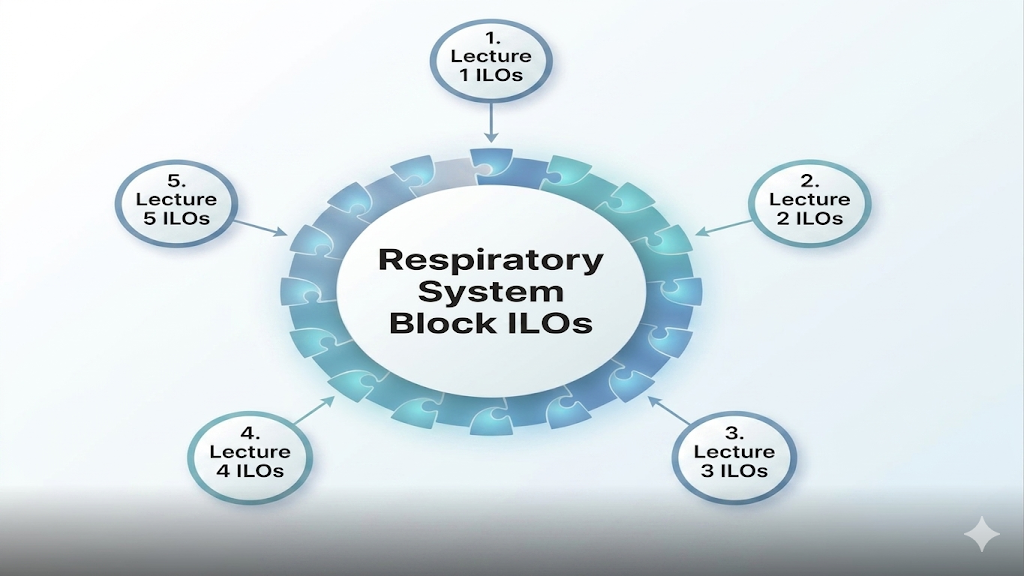 1.
Lecture
1 ILOs
5.
Lecture
5 ILOs
2.
Lecture
2 ILOs
Respiratory
System
Block ILOs
4.
Lecture
4 ILOs
3.
Lecture
3 ILOs